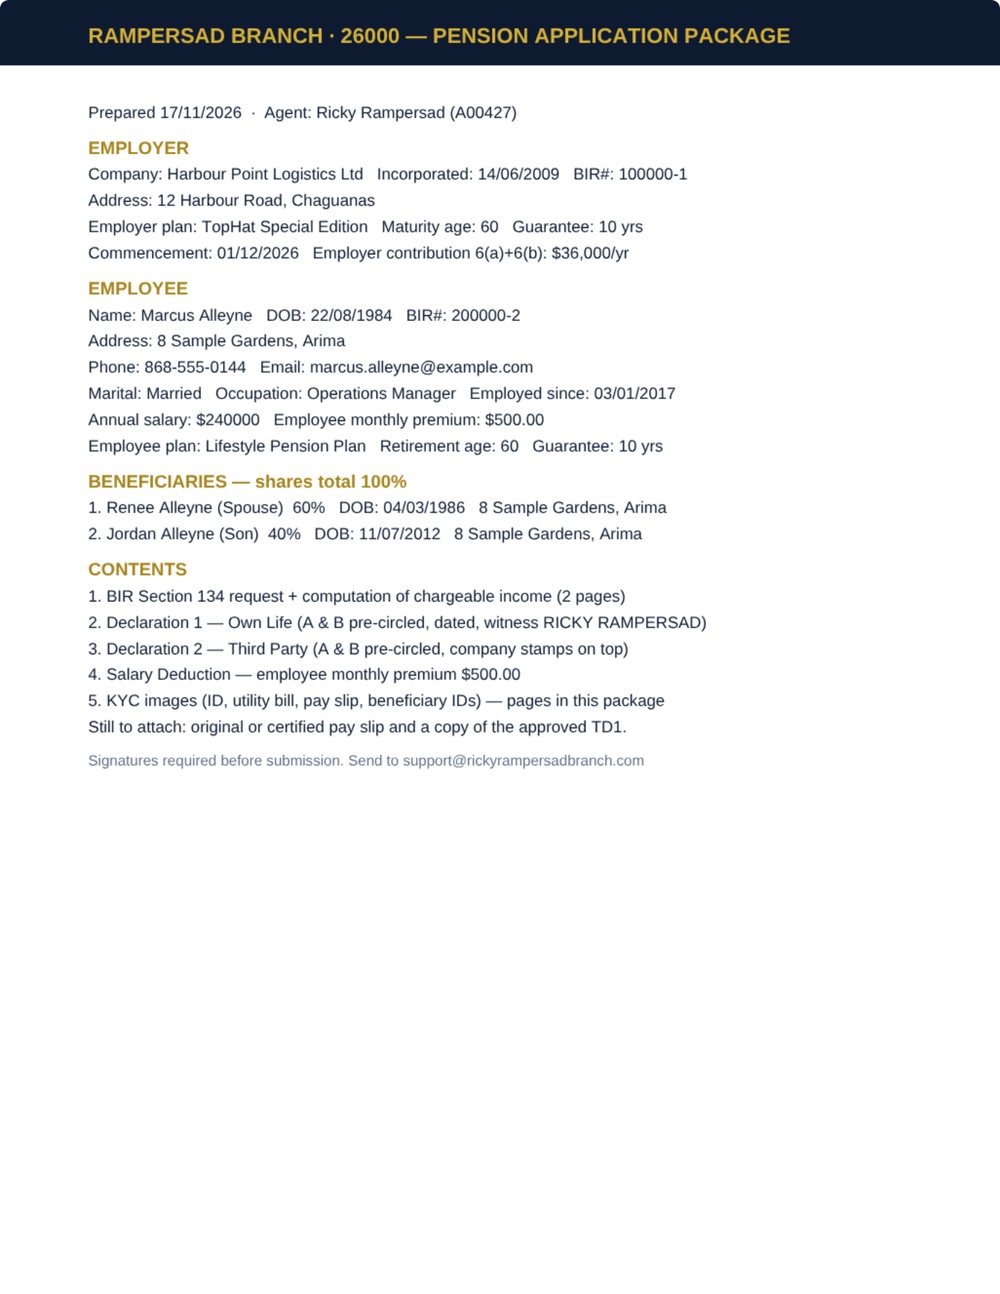 RAMPERSAD BRANCH · 26000 — PENSION APPLICATION PACKAGE
Prepared 17/11/2026 · Agent: Ricky Rampersad (A00427)
EMPLOYER
Company: Harbour Point Logistics Ltd Incorporated: 14/06/2009 BIR#: 100000-1
Address: 12 Harbour Road, Chaguanas
Employer plan: TopHat Special Edition Maturity age: 60 Guarantee: 10 yrs
Commencement: 01/12/2026 Employer contribution 6(a)+6(b): $36,000/yr
EMPLOYEE
Name: Marcus Alleyne DOB: 22/08/1984 BIR#: 200000-2
Address: 8 Sample Gardens, Arima
Phone: 868-555-0144 Email: marcus.alleyne@example.com
Marital: Married Occupation: Operations Manager Employed since: 03/01/2017
Annual salary: $240000 Employee monthly premium: $500.00
Employee plan: Lifestyle Pension Plan Retirement age: 60 Guarantee: 10 yrs
BENEFICIARIES — shares total 100%
1. Renee Alleyne (Spouse) 60% DOB: 04/03/1986 8 Sample Gardens, Arima
2. Jordan Alleyne (Son) 40% DOB: 11/07/2012 8 Sample Gardens, Arima
CONTENTS
1. BIR Section 134 request + computation of chargeable income (2 pages)
2. Declaration 1 — Own Life (A & B pre-circled, dated, witness RICKY RAMPERSAD)
3. Declaration 2 — Third Party (A & B pre-circled, company stamps on top)
4. Salary Deduction — employee monthly premium $500.00
5. KYC images (ID, utility bill, pay slip, beneficiary IDs) — pages in this package
Still to attach: original or certified pay slip and a copy of the approved TD1.
Signatures required before submission. Send to support@rickyrampersadbranch.com